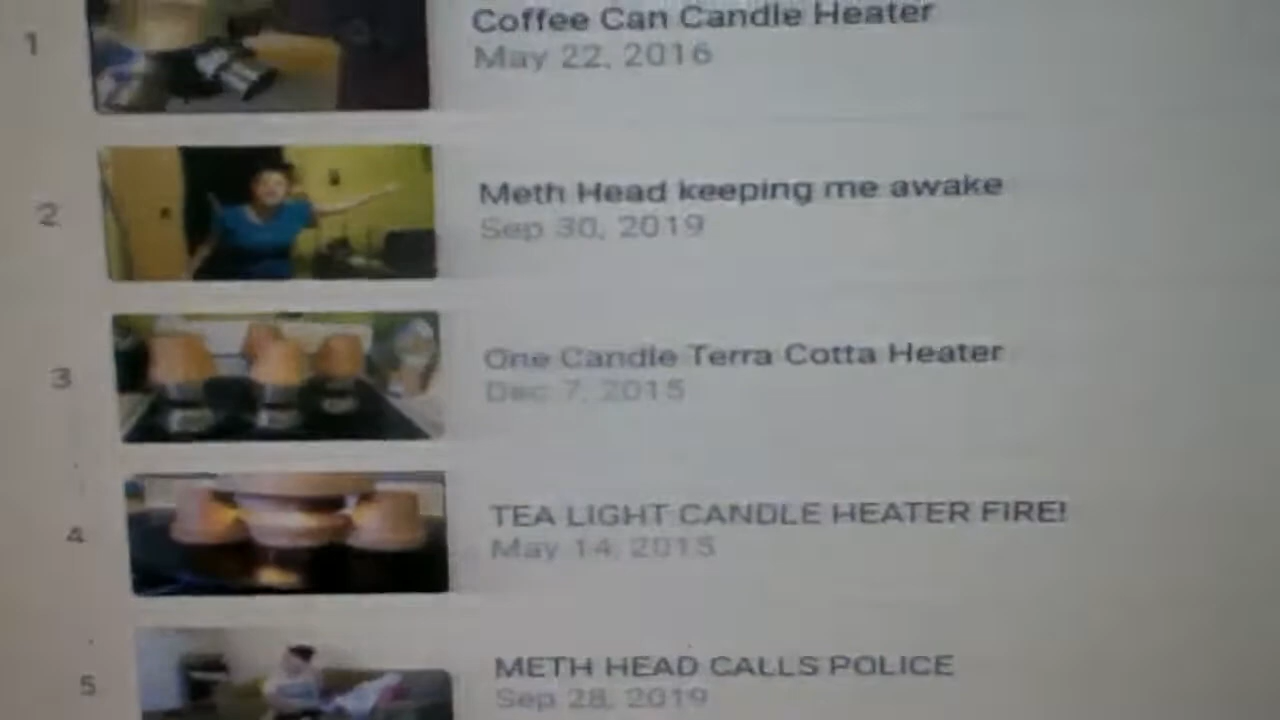 1
Coffee Can Candle Heater
May 22, 2016
2
Meth Head keeping me awake
Sep 30, 2019
3
One Candle Terra Cotta Heater
Dec 7, 2015
4
TEA LIGHT CANDLE HEATER FIRE!
May 14, 2015
5
METH HEAD CALLS POLICE
Sep 28, 2019